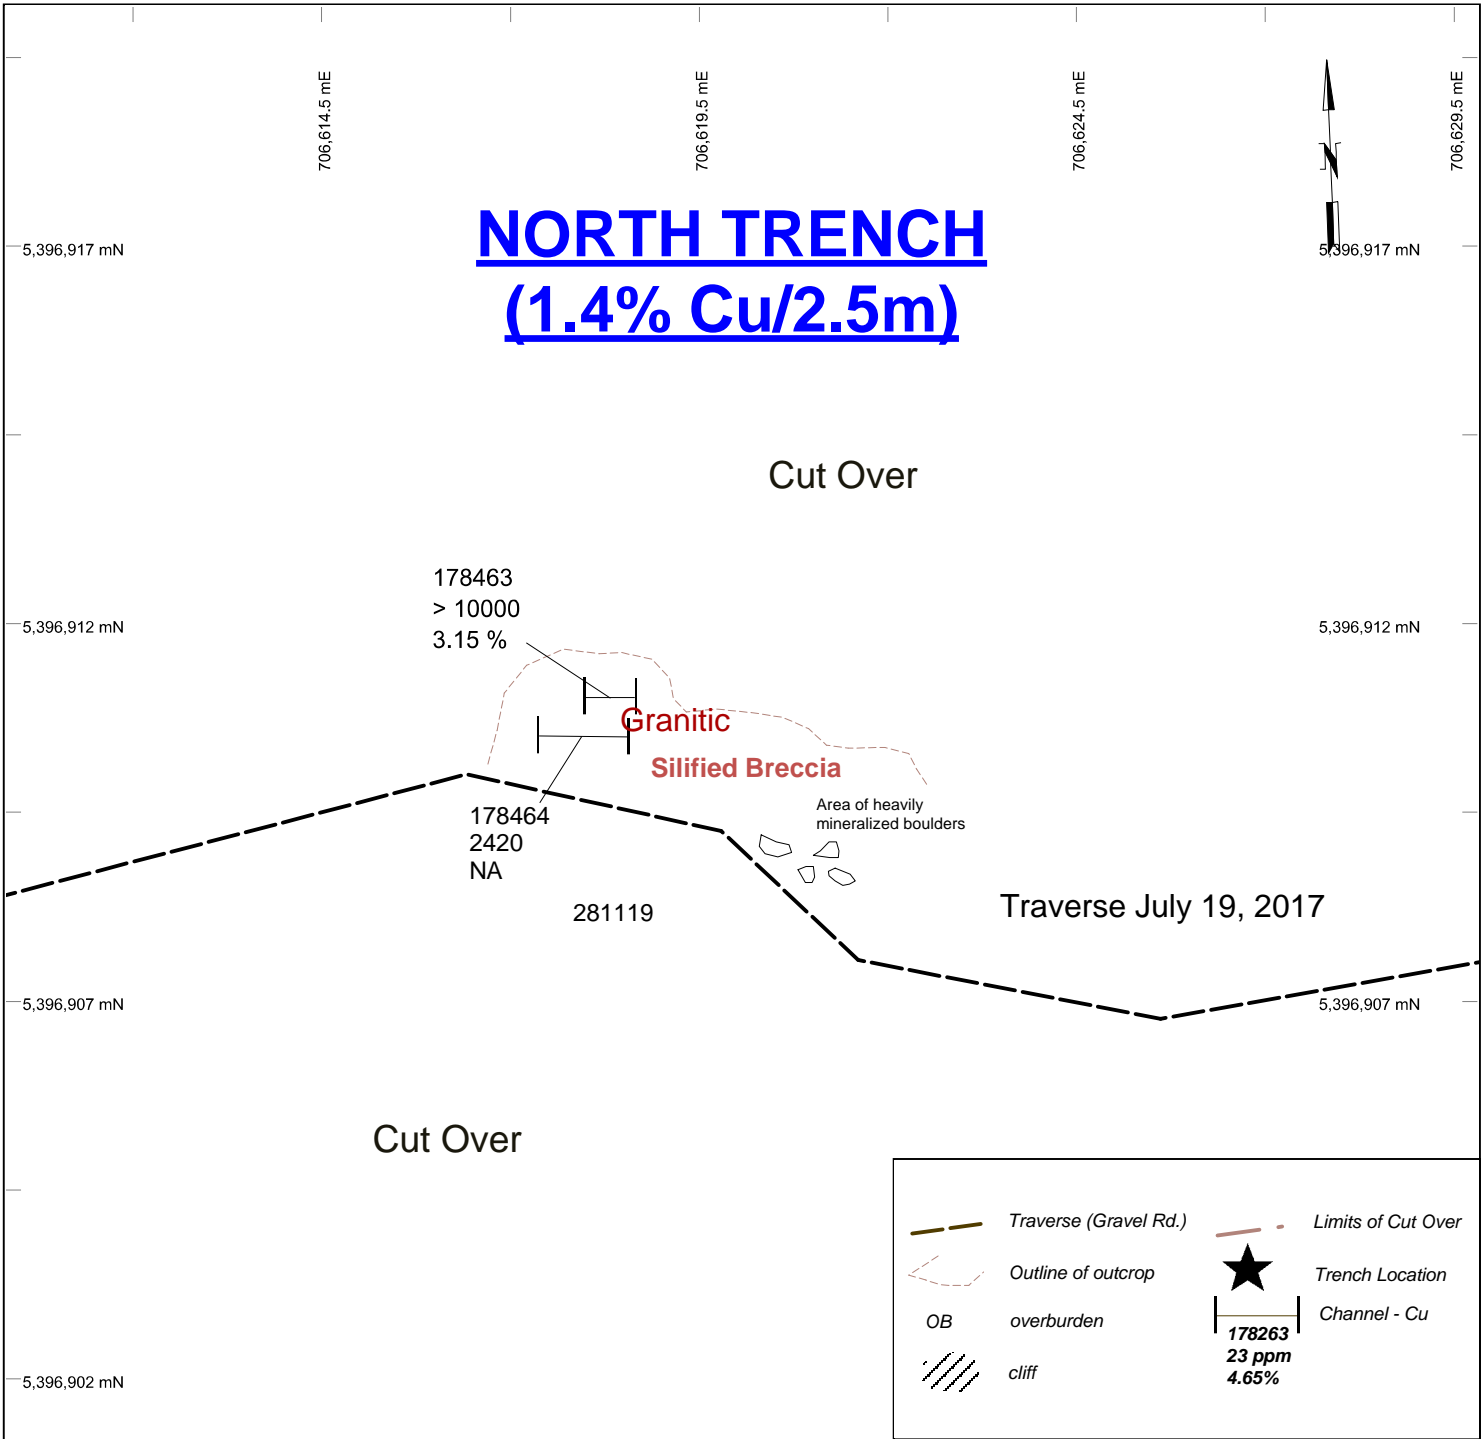 706,614.5 mE
706,619.5 mE
706,624.5 mE
706,629.5 mE
N
NORTH TRENCH
(1.4% Cu/2.5m)
5,396,917 mN
5,396,917 mN
Cut Over
178463
> 10000
3.15 %
5,396,912 mN
5,396,912 mN
Granitic
Silified Breccia
Area of heavily
mineralized boulders
178464
2420
NA
281119
Traverse July 19, 2017
5,396,907 mN
5,396,907 mN
Cut Over
5,396,902 mN
Traverse (Gravel Rd.)
Limits of Cut Over
Outline of outcrop
Trench Location
OB overburden
Channel - Cu
178263
23 ppm
4.65%
cliff